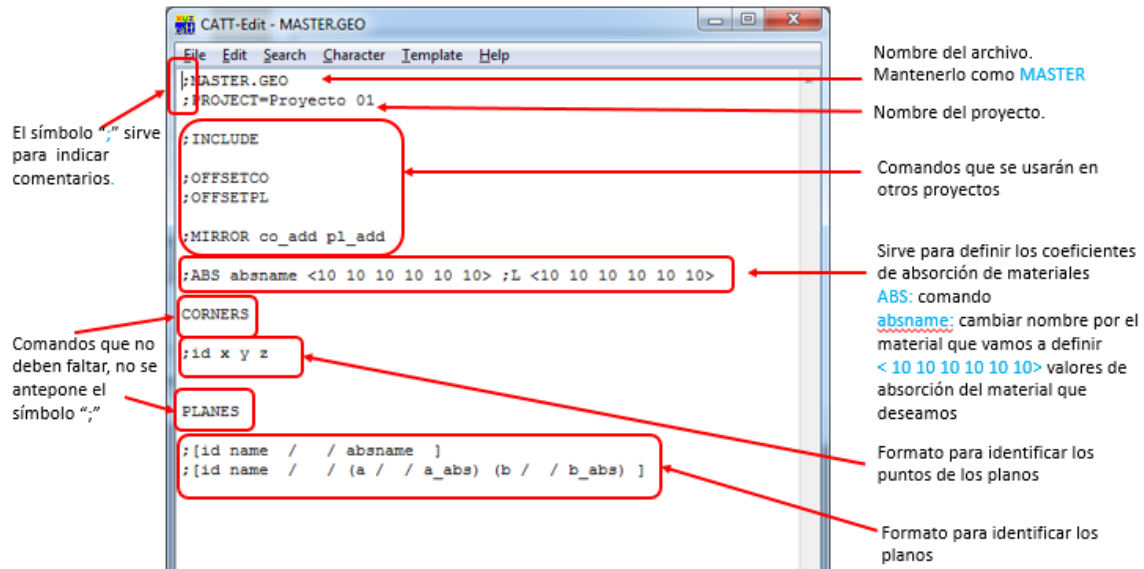 CATT-Edit - MASTER.GEO
File Edit Search Character Template Help
;MASTER.GEO
;PROJECT=Proyecto 01
;INCLUDE
;OFFSETCO
;OFFSETPL
;MIRROR co_add pl_add
;ABS absname <10 10 10 10 10 10> ;L <10 10 10 10 10 10>
CORNERS
;id x y z
PLANES
;[id name / / absname ]
;[id name / / (a / / a_abs) (b / / b_abs) ]
El símbolo “;” sirve
para indicar
comentarios.
Comandos que no
deben faltar, no se
antepone el
símbolo “;”
Nombre del archivo.
Mantenerlo como MASTER
Nombre del proyecto.
Comandos que se usarán en
otros proyectos
Sirve para definir los coeficientes
de absorción de materiales
ABS: comando
absname: cambiar nombre por el
material que vamos a definir
< 10 10 10 10 10 10> valores de
absorción del material que
deseamos
Formato para identificar los
puntos de los planos
Formato para identificar los
planos